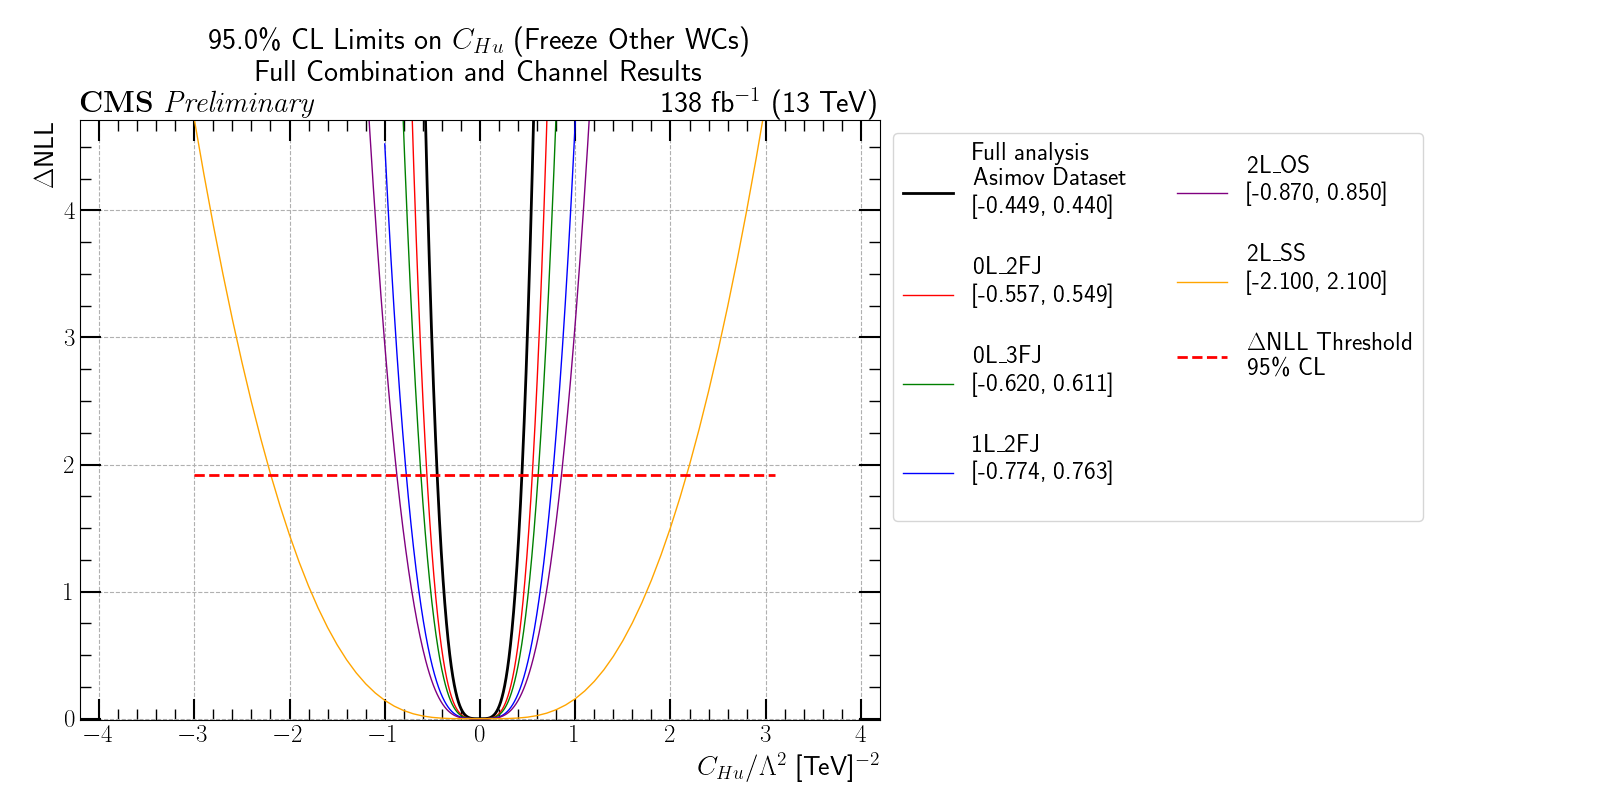 95.0% CL Limits on C_{Hu} (Freeze Other WCs)
Full Combination and Channel Results
CMS Preliminary
138 fb^{-1} (13 TeV)
ΔNLL
4
3
2
1
0
−4
−3
−2
−1
0
1
2
3
4
C_{Hu}/Λ^2 [TeV]^{-2}
Full analysis
Asimov Dataset
[-0.449, 0.440]
0L_2FJ
[-0.557, 0.549]
0L_3FJ
[-0.620, 0.611]
1L_2FJ
[-0.774, 0.763]
2L_OS
[-0.870, 0.850]
2L_SS
[-2.100, 2.100]
ΔNLL Threshold
95% CL